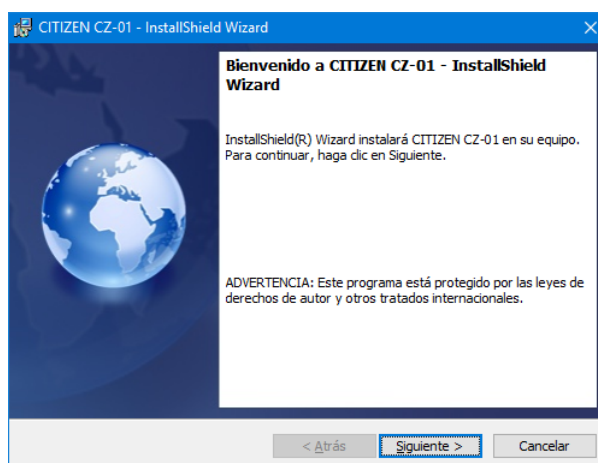 CITIZEN CZ-01 - InstallShield Wizard
Bienvenido a CITIZEN CZ-01 - InstallShield
Wizard
InstallShield(R) Wizard instalará CITIZEN CZ-01 en su equipo.
Para continuar, haga clic en Siguiente.
ADVERTENCIA: Este programa está protegido por las leyes de
derechos de autor y otros tratados internacionales.
< Atrás Siguiente > Cancelar